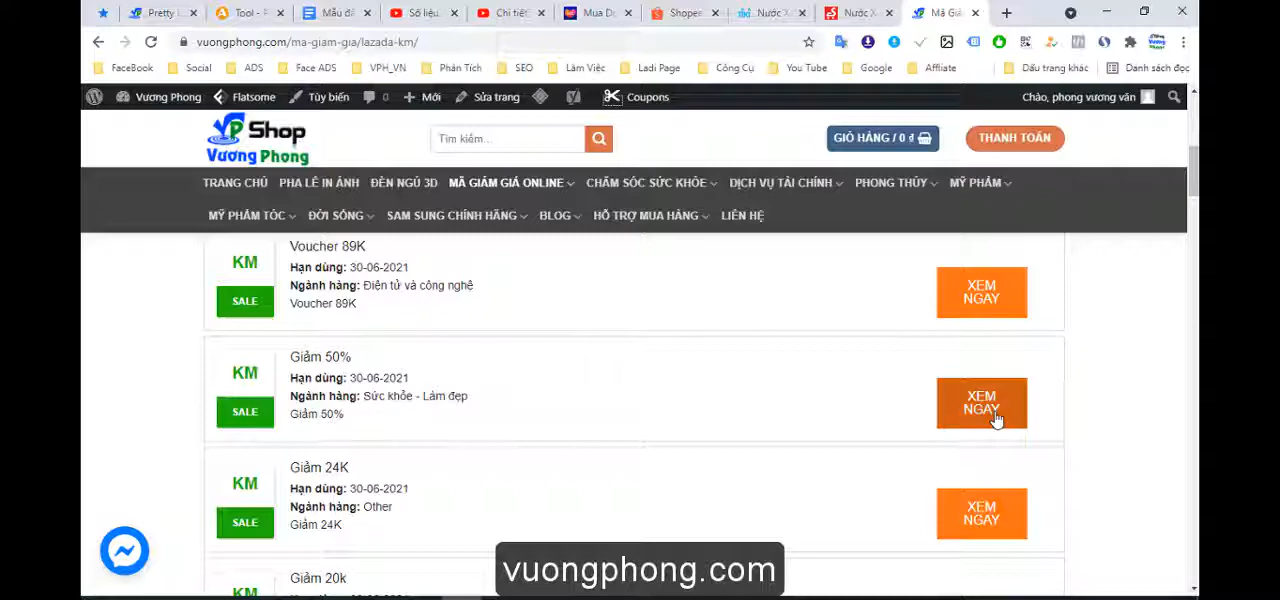 Pretty L
Tool -
Mẫu đă
Số liệu
Chi tiết
Mua D
Shope
Nước X
Nước X
Mã Giả
vuongphong.com/ma-giam-gia/lazada-km/
FaceBook
Social
ADS
Face ADS
VPH_VN
Phân Tích
SEO
Làm Việc
Ladi Page
Công Cụ
You Tube
Google
Affliate
Dấu trang khác
Danh sách đọc
Vương Phong
Flatsome
Tùy biến
0
Mới
Sửa trang
Coupons
Chào, phong vương văn
VP Shop
Vương Phong
Tìm kiếm...
GIỎ HÀNG / 0 ₫
THANH TOÁN
TRANG CHỦ PHA LÊ IN ẢNH ĐÈN NGỦ 3D MÃ GIẢM GIÁ ONLINE CHĂM SÓC SỨC KHỎE DỊCH VỤ TÀI CHÍNH PHONG THỦY MỸ PHẨM
MỸ PHẨM TÓC ĐỜI SỐNG SAM SUNG CHÍNH HÃNG BLOG HỖ TRỢ MUA HÀNG LIÊN HỆ
KM
SALE
Voucher 89K
Hạn dùng: 30-06-2021
Ngành hàng: Điện tử và công nghệ
Voucher 89K
XEM
NGAY
KM
SALE
Giảm 50%
Hạn dùng: 30-06-2021
Ngành hàng: Sức khỏe - Làm đẹp
Giảm 50%
XEM
NGAY
KM
SALE
Giảm 24K
Hạn dùng: 30-06-2021
Ngành hàng: Other
Giảm 24K
XEM
NGAY
KM
Giảm 20k
vuongphong.com